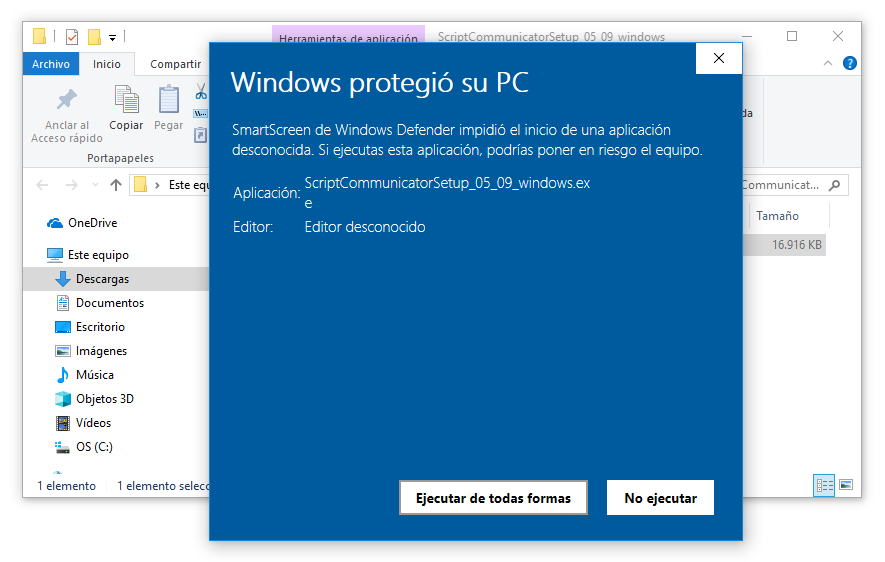 Herramientas de aplicación
ScriptCommunicatorSetup_05_09_windows
Archivo
Inicio
Compartir
Anclar al
Acceso rápido
Copiar
Pegar
Portapapeles
Este equ
Communicat...
OneDrive
Este equipo
Descargas
Documentos
Escritorio
Imágenes
Música
Objetos 3D
Vídeos
OS (C:)
Tamaño
16.916 KB
Windows protegió su PC
SmartScreen de Windows Defender impidió el inicio de una aplicación
desconocida. Si ejecutas esta aplicación, podrías poner en riesgo el equipo.
Aplicación: ScriptCommunicatorSetup_05_09_windows.ex
e
Editor: Editor desconocido
Ejecutar de todas formas
No ejecutar
1 elemento
1 elemento selecc